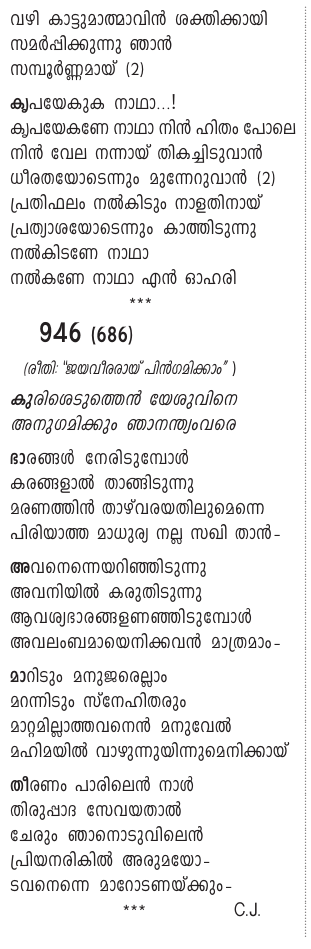 വഴി കാട്ടുമാത്മാവിൻ ശക്തിക്കായി
സമർപ്പിക്കുന്നു ഞാൻ
സമ്പൂർണ്ണമായ് (2)
കൃപയേകുക നാഥാ...!
കൃപയേകണേ നാഥാ നിൻ ഹിതം പോലെ
നിൻ വേല നന്നായ് തികച്ചിടുവാൻ
ധീരതയോടെന്നും മുന്നേറുവാൻ (2)
പ്രതിഫലം നൽകിടും നാളതിനായ്
പ്രത്യാശയോടെന്നും കാത്തിടുന്നു
നൽകിടണേ നാഥാ
നൽകണേ നാഥാ എൻ ഓഹരി
***
946 (686)
(രീതി: "ജയവീരരായ് പിൻഗമിക്കാം" )
കുരിശെടുത്തെൻ യേശുവിനെ
അനുഗമിക്കും ഞാനന്ത്യംവരെ
ഭാരങ്ങൾ നേരിടുമ്പോൾ
കരങ്ങളാൽ താങ്ങിടുന്നു
മരണത്തിൻ താഴ്വരയതിലുമെന്നെ
പിരിയാത്ത മാധുര്യ നല്ല സഖി താൻ-
അവനെന്നെയറിഞ്ഞിടുന്നു
അവനിയിൽ കരുതിടുന്നു
ആവശ്യഭാരങ്ങളണഞ്ഞിടുമ്പോൾ
അവലംബമായെനിക്കവൻ മാത്രമാം-
മാറിടും മനുജരെല്ലാം
മറന്നിടും സ്നേഹിതരും
മാറ്റമില്ലാത്തവനെൻ മനുവേൽ
മഹിമയിൽ വാഴുന്നുയിന്നുമെനിക്കായ്
തീരണം പാരിലെൻ നാൾ
തിരുപ്പാദ സേവയതാൽ
ചേരും ഞാനൊടുവിലെൻ
പ്രിയനരികിൽ അരുമയോ-
ടവനെന്നെ മാറോടണയ്ക്കും-
*** C.J.